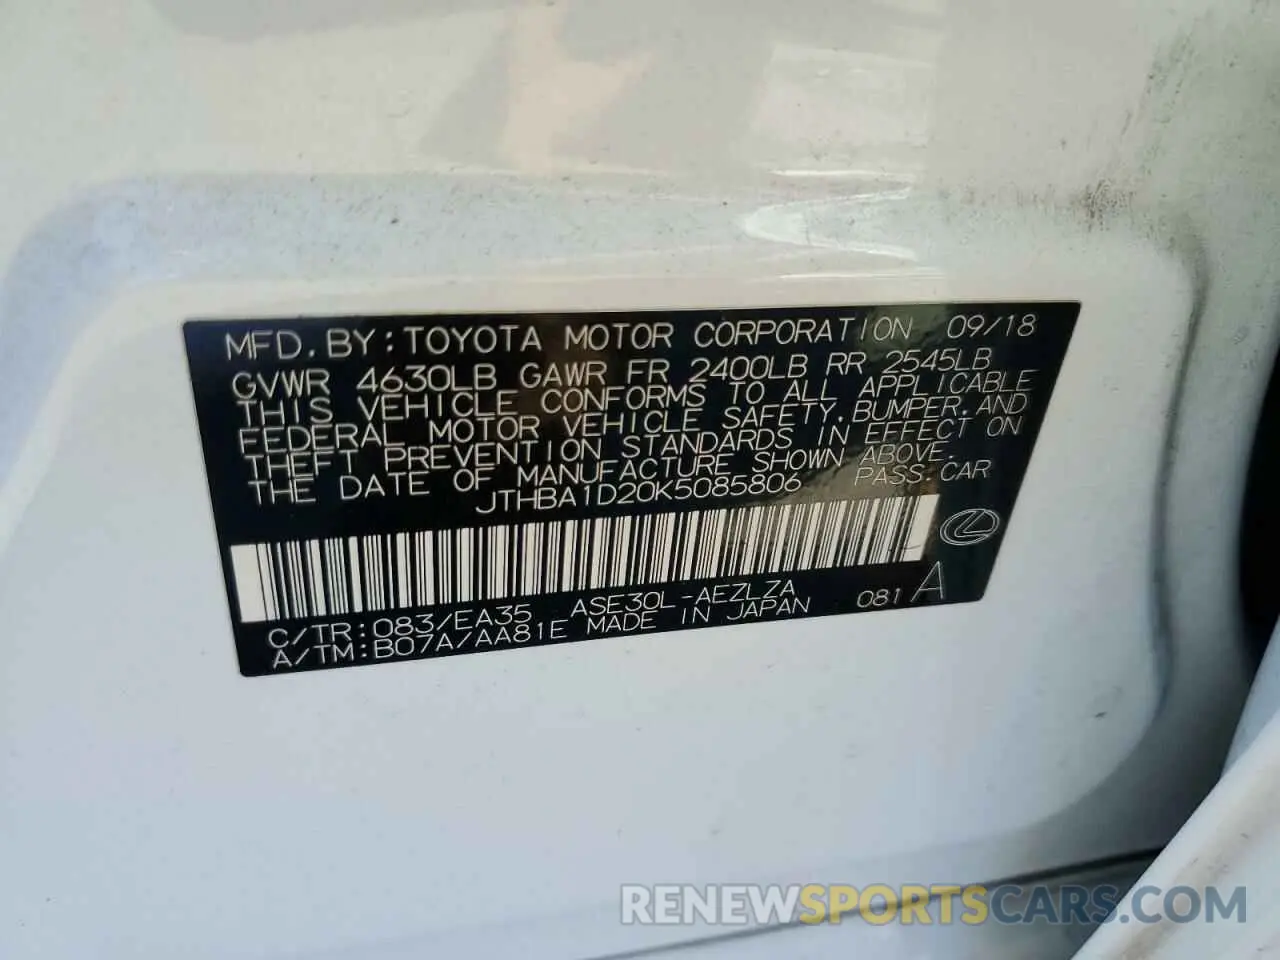 MFD. BY: TOYOTA MOTOR CORPORATION 09/18
GVWR 4630LB GAWR FR 2400LB RR 2545LB
THIS VEHICLE CONFORMS TO ALL APPLICABLE
FEDERAL MOTOR VEHICLE SAFETY, BUMPER, AND
THEFT PREVENTION STANDARDS IN EFFECT ON
THE DATE OF MANUFACTURE SHOWN ABOVE.
JTHBA1D20K5085806 PASS. CAR
C/TR: 083/EA35 ASE30L-AEZLZA 081 A
A/TM: B07A/AA81E MADE IN JAPAN
RENEWSPORTSCARS.COM